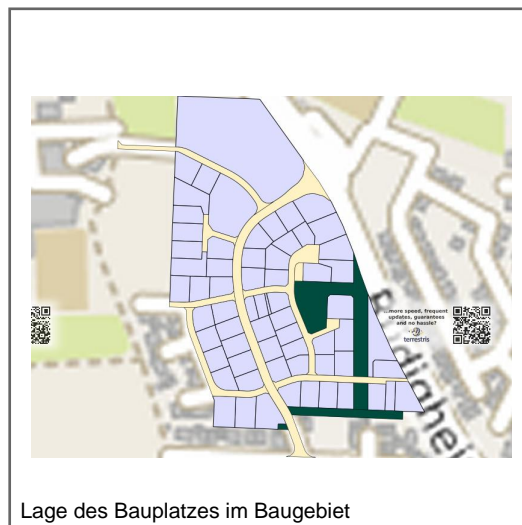 ...more speed, frequent
updates, guarantees
and no hassle?
terrestris
Lage des Bauplatzes im Baugebiet